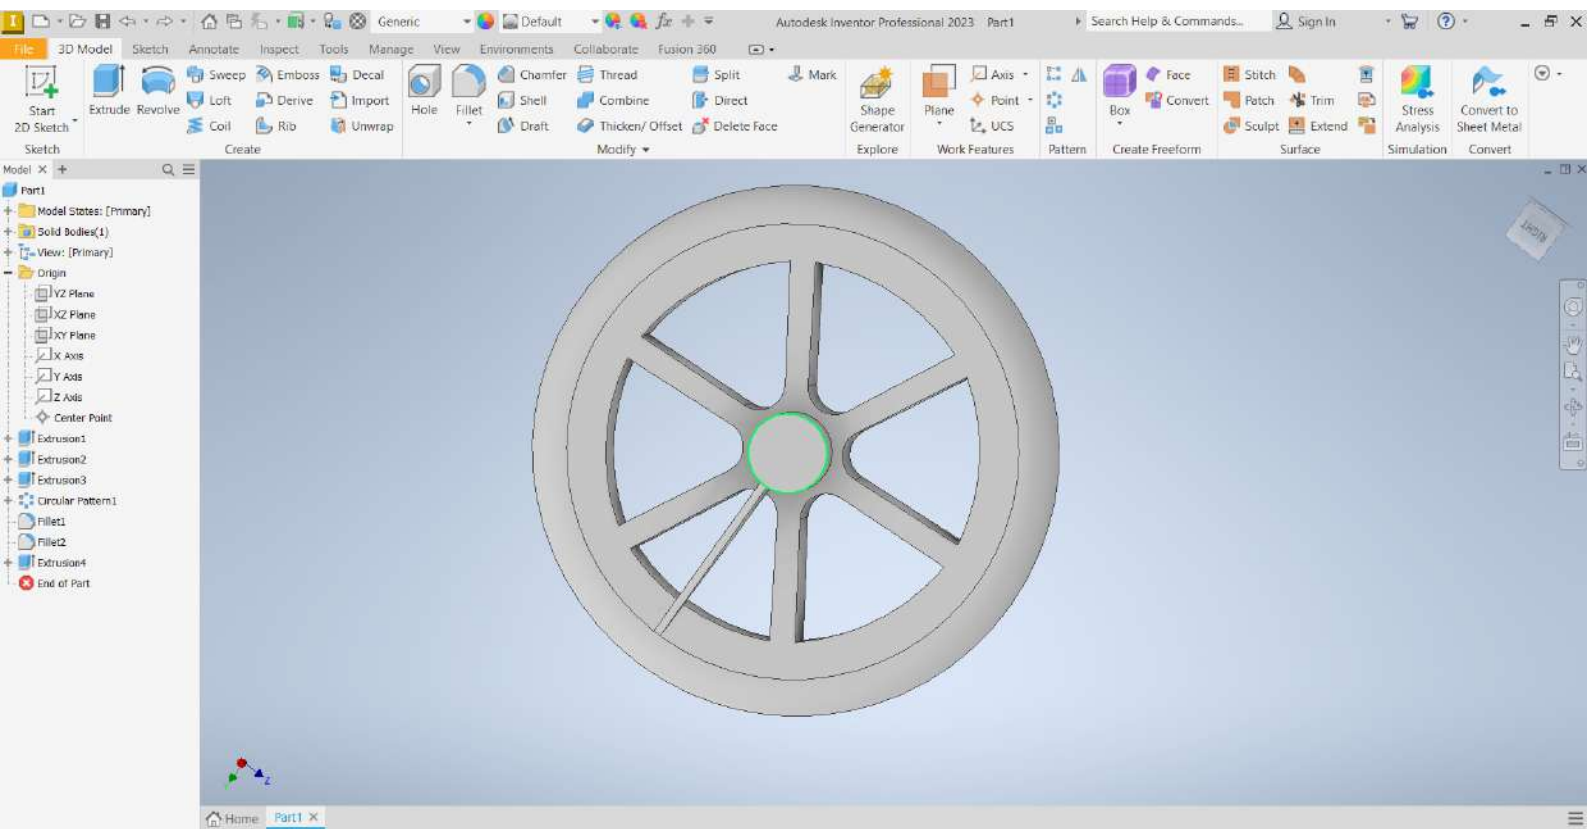 Generic Default fx Autodesk Inventor Professional 2023 Part1 Search Help & Commands... Sign In
File 3D Model Sketch Annotate Inspect Tools Manage View Environments Collaborate Fusion 360
Start 2D Sketch
Sketch
Extrude Revolve
Sweep Emboss Decal
Loft Derive Import
Coil Rib Unwrap
Create
Hole Fillet
Chamfer Thread Split Mark
Shell Combine Direct
Draft Thicken/ Offset Delete Face
Modify
Shape Generator
Explore
Plane
Axis
Point
UCS
Work Features
Pattern
Box
Face
Convert
Create Freeform
Stitch
Patch Trim
Sculpt Extend
Surface
Stress Analysis
Simulation
Convert to Sheet Metal
Convert
Model
Part1
Model States: [Primary]
Solid Bodies(1)
View: [Primary]
Origin
YZ Plane
XZ Plane
XY Plane
X Axis
Y Axis
Z Axis
Center Point
Extrusion1
Extrusion2
Extrusion3
Circular Pattern1
Fillet1
Fillet2
Extrusion4
End of Part
RIGHT
Z
Home Part1